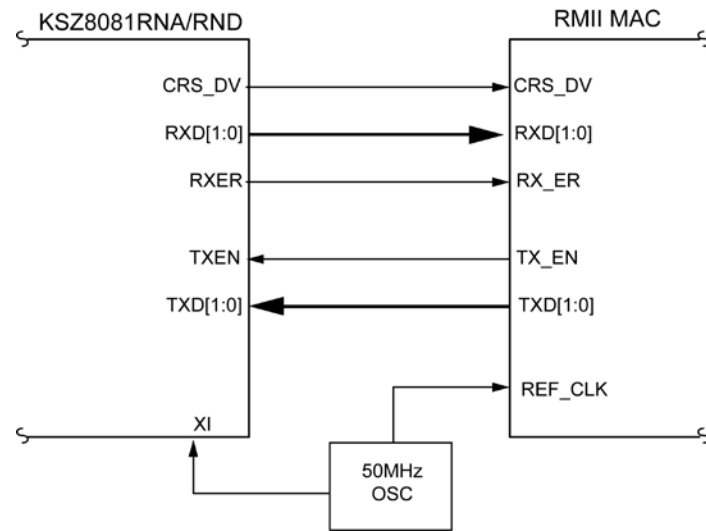 KSZ8081RNA/RND
RMII MAC
CRS_DV
CRS_DV
RXD[1:0]
RXD[1:0]
RXER
RX_ER
TXEN
TX_EN
TXD[1:0]
TXD[1:0]
REF_CLK
XI
50MHz
OSC